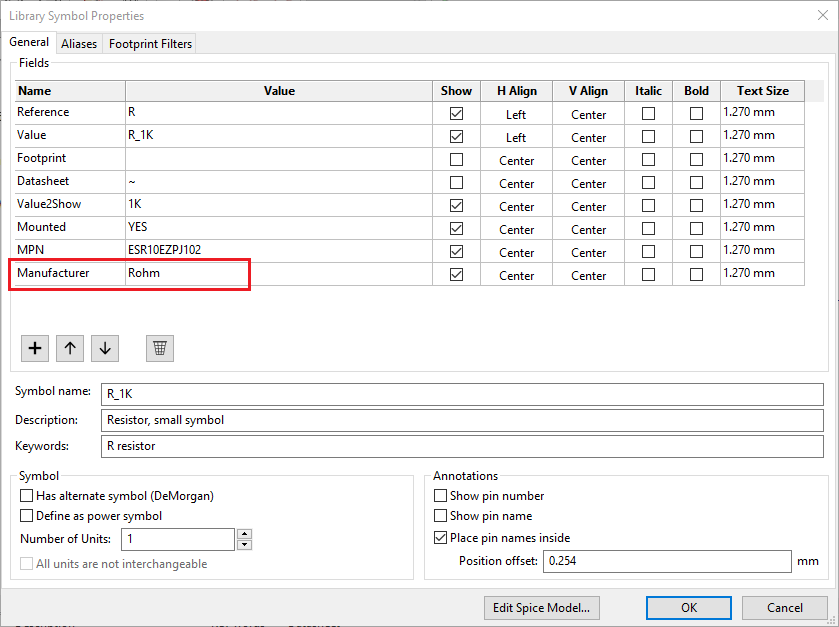 Library Symbol Properties
General Aliases Footprint Filters
Fields
Name Value Show H Align V Align Italic Bold Text Size
Reference R Left Center 1.270 mm
Value R_1K Left Center 1.270 mm
Footprint Center Center 1.270 mm
Datasheet ~ Center Center 1.270 mm
Value2Show 1K Center Center 1.270 mm
Mounted YES Center Center 1.270 mm
MPN ESR10EZPJ102 Center Center 1.270 mm
Manufacturer Rohm Center Center 1.270 mm
Symbol name: R_1K
Description: Resistor, small symbol
Keywords: R resistor
Symbol
Has alternate symbol (DeMorgan)
Define as power symbol
Number of Units: 1
All units are not interchangeable
Annotations
Show pin number
Show pin name
Place pin names inside
Position offset: 0.254 mm
Edit Spice Model... OK Cancel